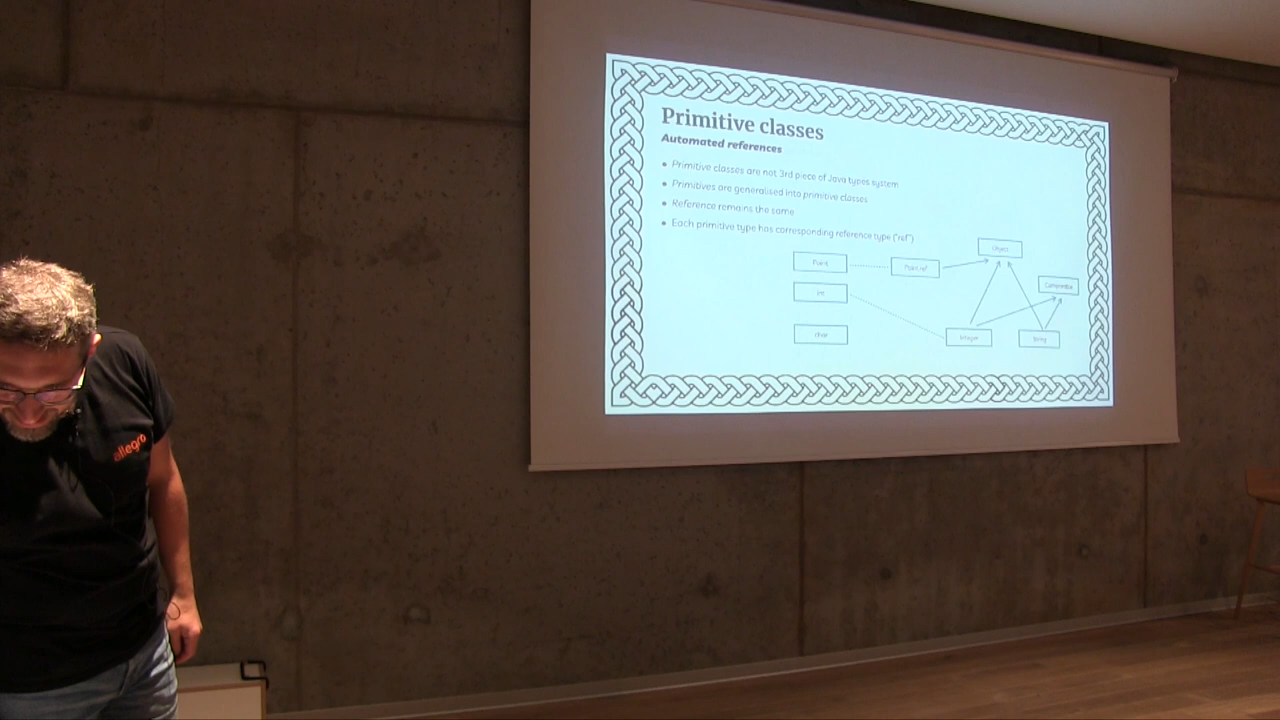 Primitive classes
Automated references
• Primitive classes are not 3rd piece of Java types system
• Primitives are generalised into primitive classes
• Reference remains the same
• Each primitive type has corresponding reference type ("ref")
Object
Point
Point.ref
int
Comparable
char
Integer
String
allegro